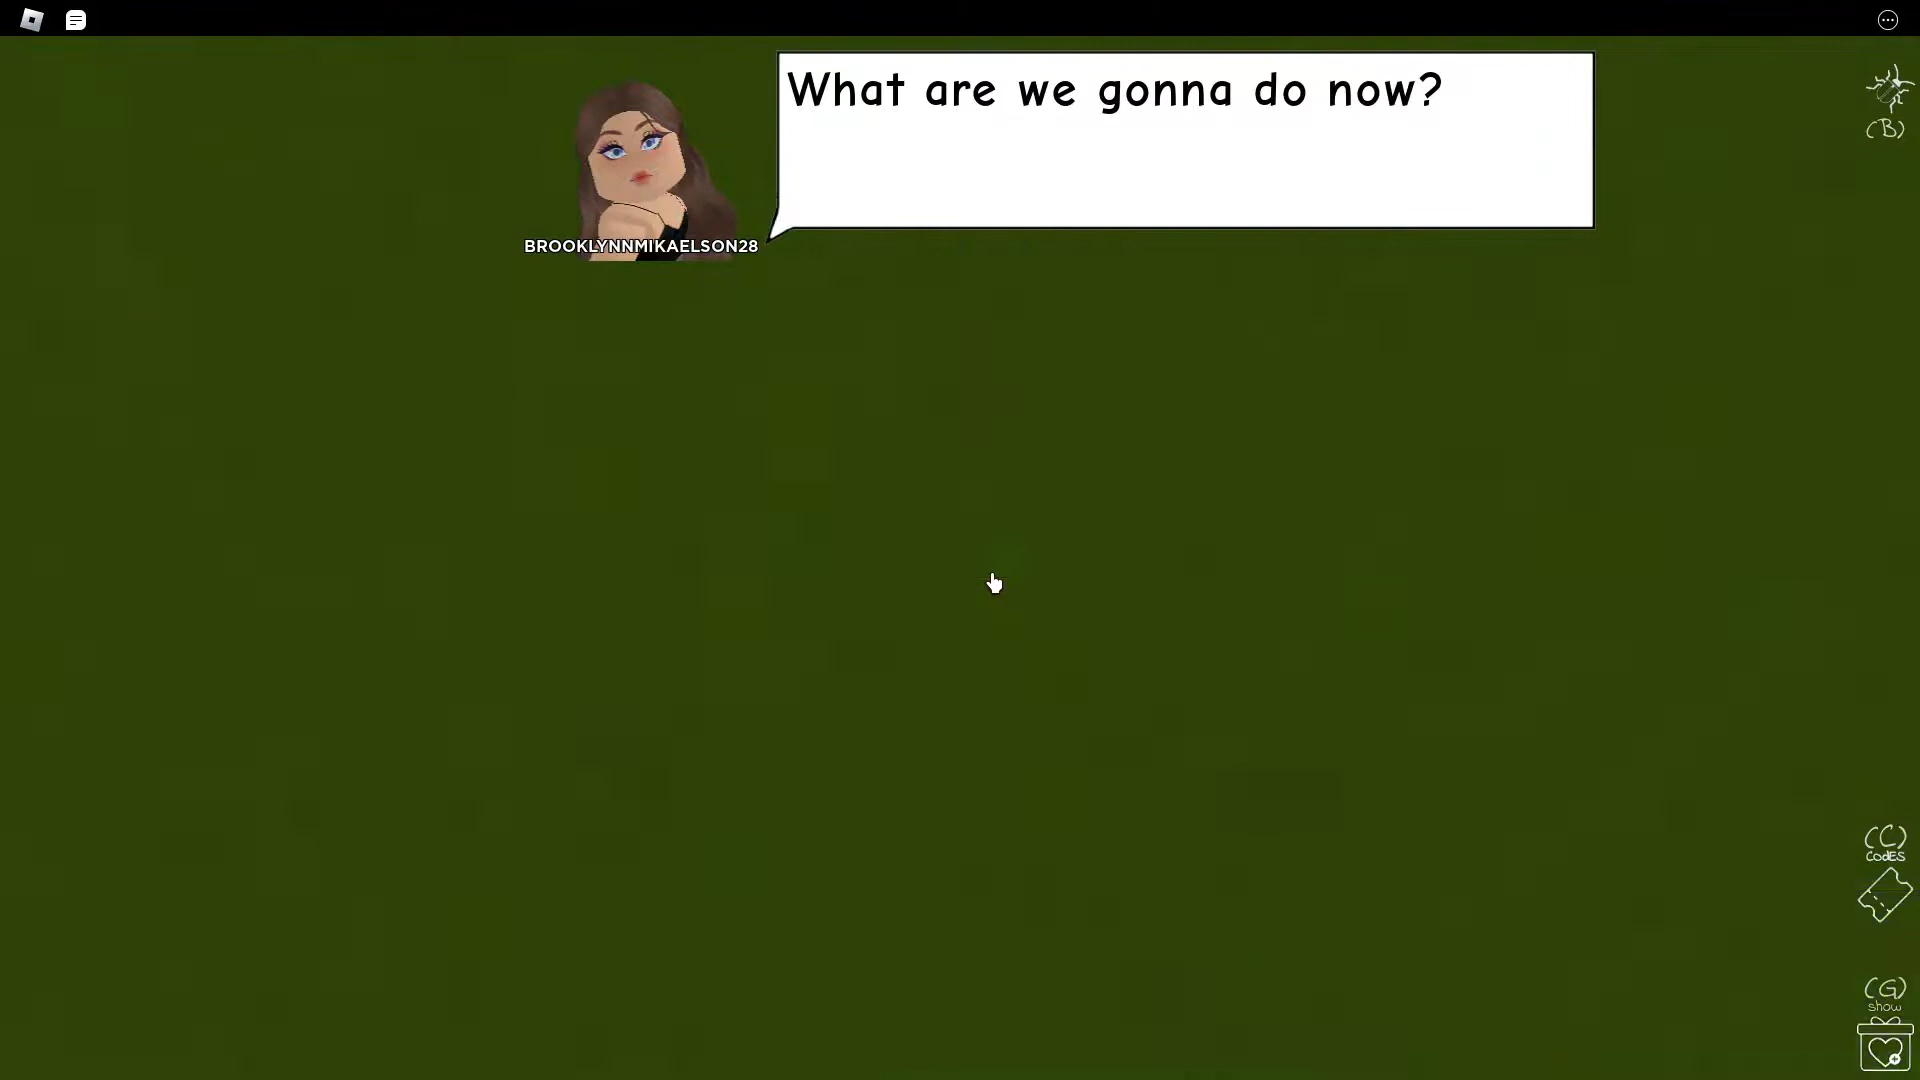 What are we gonna do now?
(B)
BROOKLYNNMIKAELSON28
(C)
CODES
(G)
show